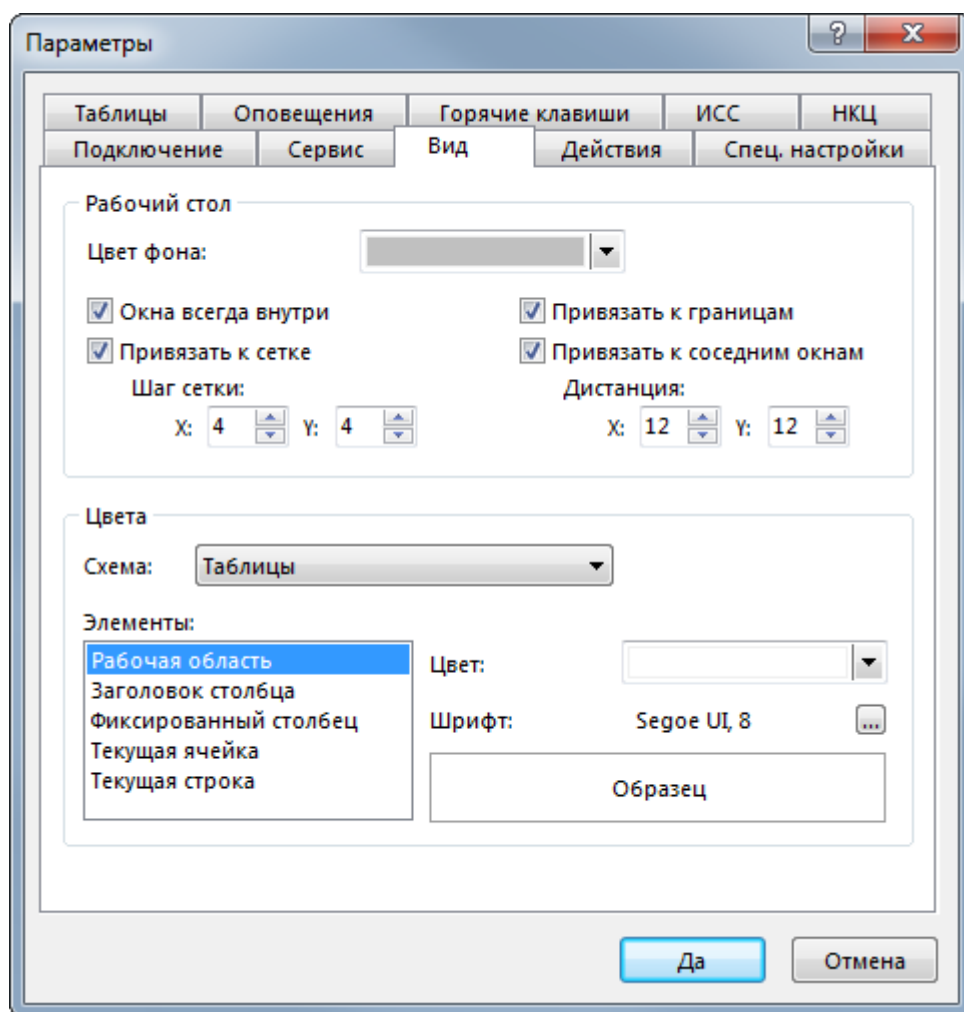 Параметры
Таблицы Оповещения Горячие клавиши ИСС НКЦ
Подключение Сервис Вид Действия Спец. настройки
Рабочий стол
Цвет фона:
Окна всегда внутри Привязать к границам
Привязать к сетке Привязать к соседним окнам
Шаг сетки: Дистанция:
X: 4 Y: 4 X: 12 Y: 12
Цвета
Схема: Таблицы
Элементы:
Рабочая область Цвет:
Заголовок столбца
Фиксированный столбец Шрифт: Segoe UI, 8 ...
Текущая ячейка
Текущая строка Образец
Да Отмена